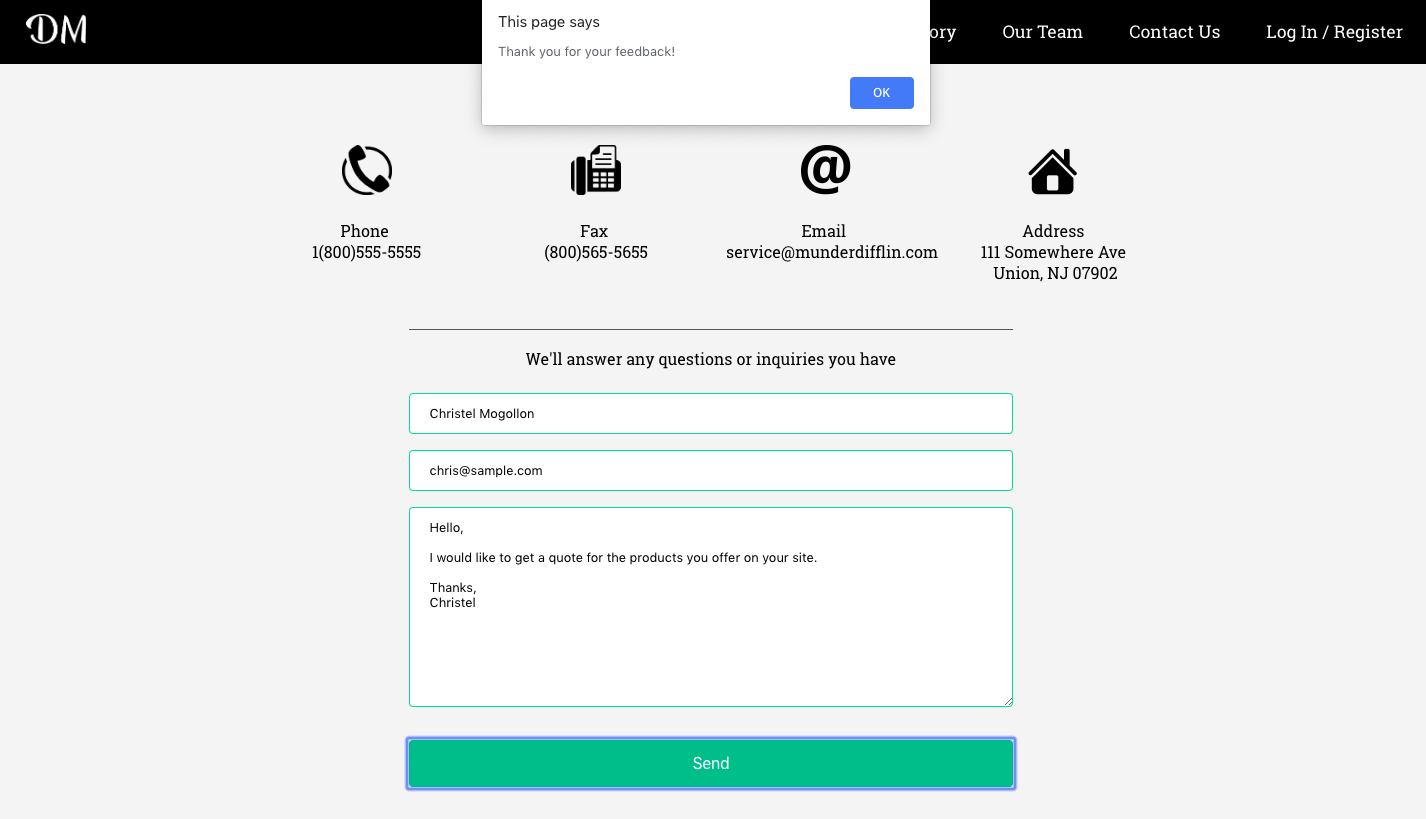 DM
This page says
Thank you for your feedback!
OK
ory
Our Team
Contact Us
Log In / Register
@
Phone
1(800)555-5555
Fax
(800)565-5655
Email
service@munderdifflin.com
Address
111 Somewhere Ave
Union, NJ 07902
We'll answer any questions or inquiries you have
Christel Mogollon
chris@sample.com
Hello,
I would like to get a quote for the products you offer on your site.
Thanks,
Christel
Send